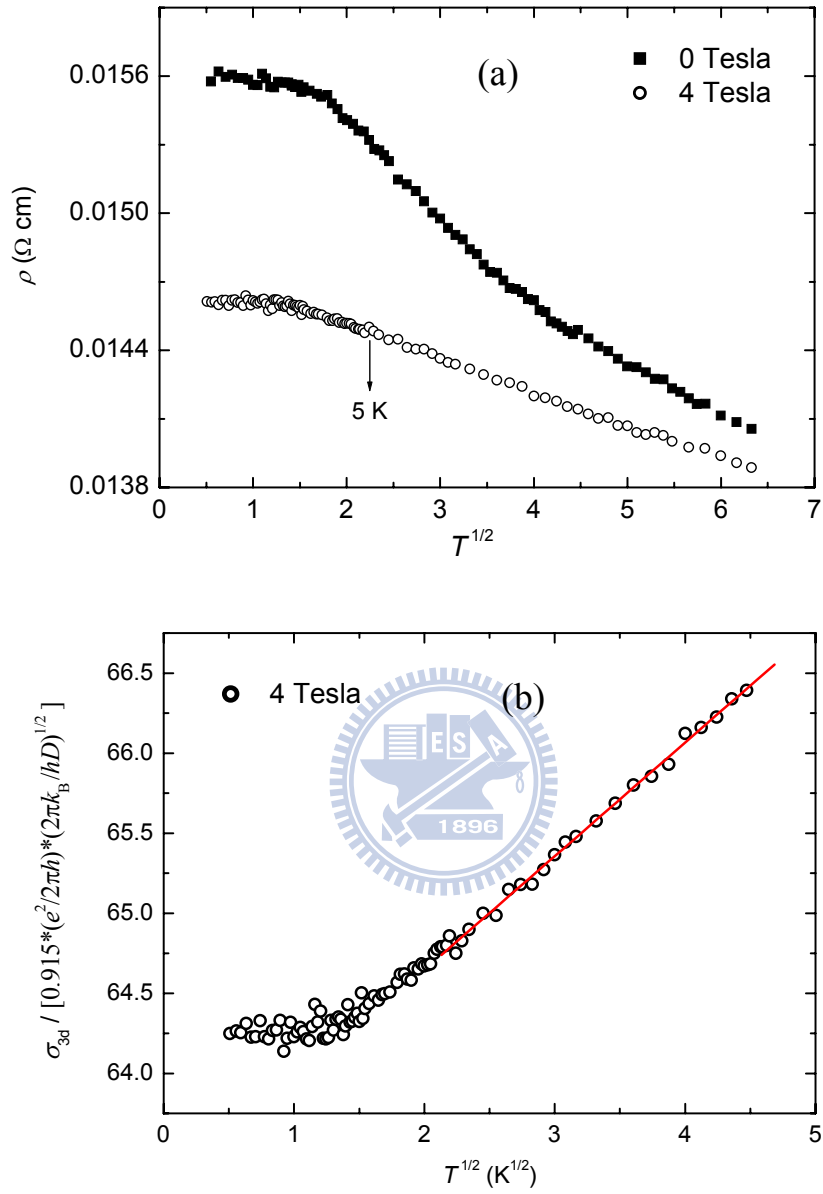 (a)
0 Tesla
4 Tesla
0.0156
0.0150
0.0144
0.0138
ρ (Ω cm)
5 K
0 1 2 3 4 5 6 7
T^{1/2}
(b)
4 Tesla
66.5
66.0
65.5
65.0
64.5
64.0
σ_{3d} / [0.915*(e^2/2πh)*(2πk_B/hD)^{1/2} ]
E S A
1896
0 1 2 3 4 5
T^{1/2} (K^{1/2})